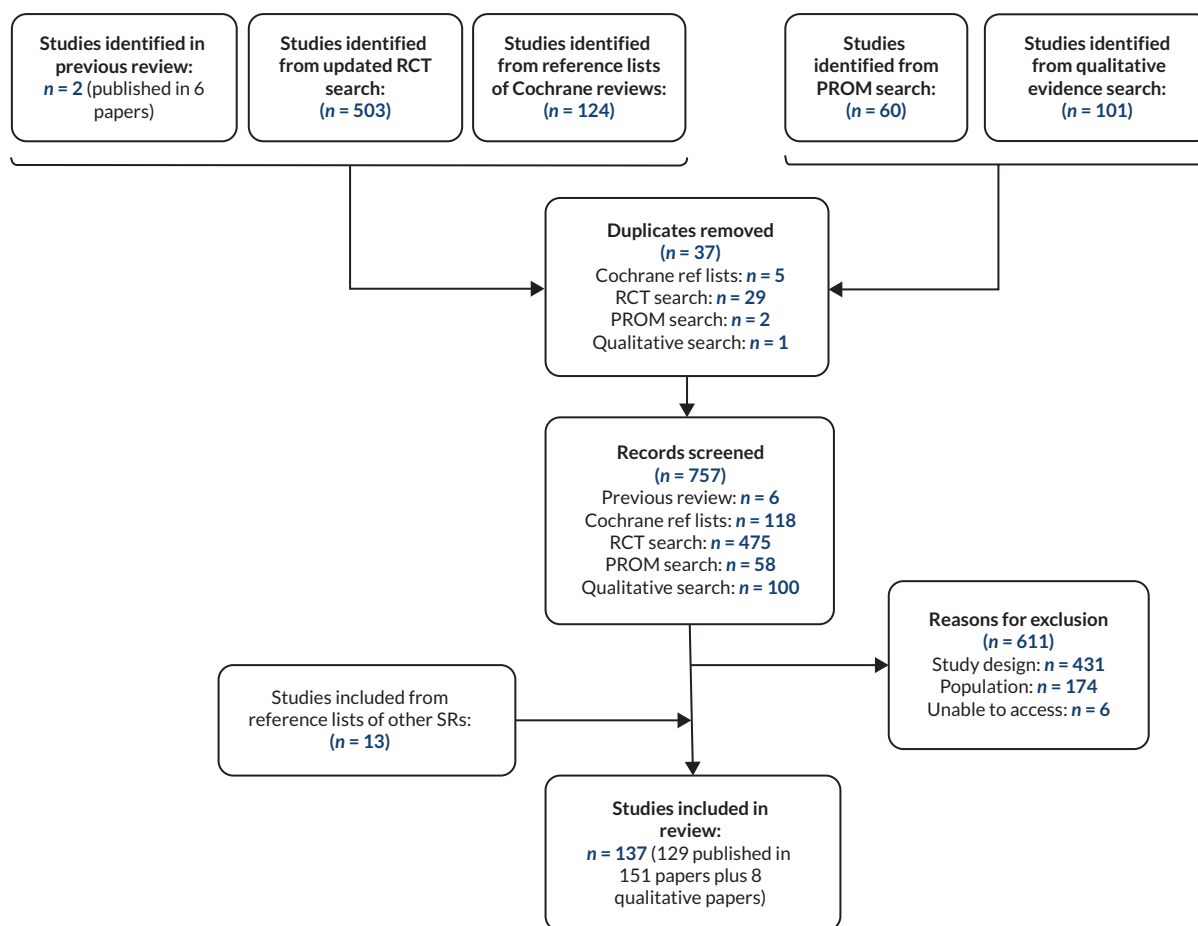 Studies identified in
previous review:
n = 2 (published in 6
papers)
Studies identified
from updated RCT
search:
(n = 503)
Studies identified
from reference lists
of Cochrane reviews:
(n = 124)
Studies
identified from
PROM search:
(n = 60)
Studies identified
from qualitative
evidence search:
(n = 101)
Duplicates removed
(n = 37)
Cochrane ref lists: n = 5
RCT search: n = 29
PROM search: n = 2
Qualitative search: n = 1
Records screened
(n = 757)
Previous review: n = 6
Cochrane ref lists: n = 118
RCT search: n = 475
PROM search: n = 58
Qualitative search: n = 100
Reasons for exclusion
(n = 611)
Study design: n = 431
Population: n = 174
Unable to access: n = 6
Studies included from
reference lists of other SRs:
(n = 13)
Studies included in
review:
n = 137 (129 published in
151 papers plus 8
qualitative papers)